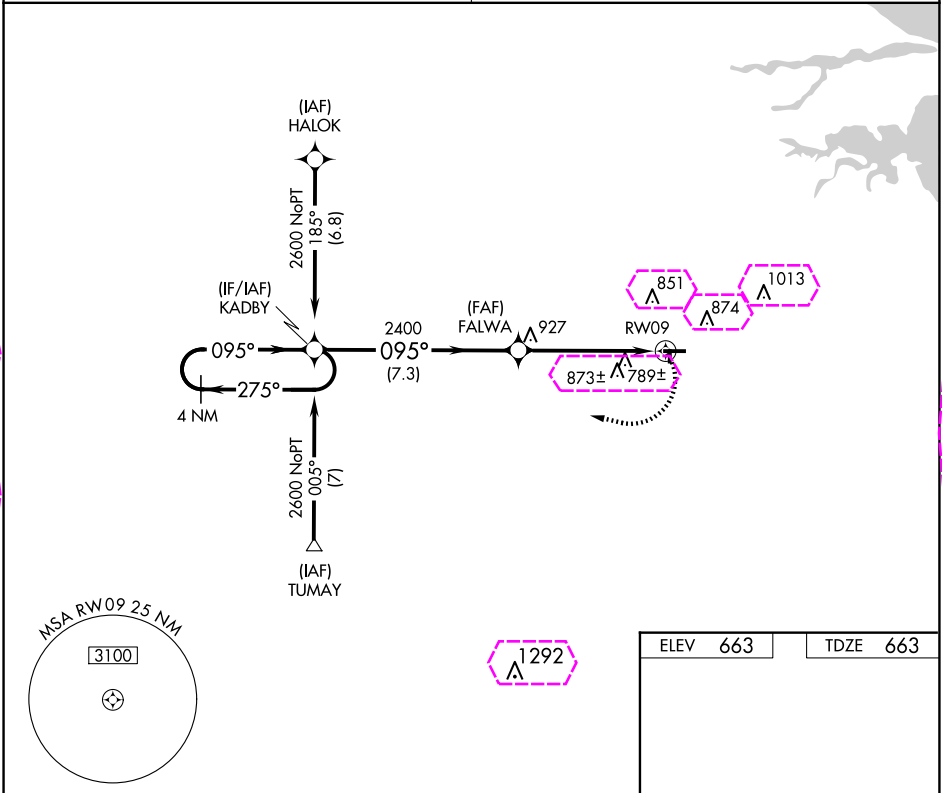 (IAF)
HALOK
2600 NoPT
185°
(6.8)
(IF/IAF)
KADBY
095°
275°
4 NM
2400
095°
(7.3)
(FAF)
FALWA
927
RW09
851
874
1013
873±
789±
2600 NoPT
005°
(7)
(IAF)
TUMAY
MSA RW09 25 NM
3100
1292
ELEV 663
TDZE 663